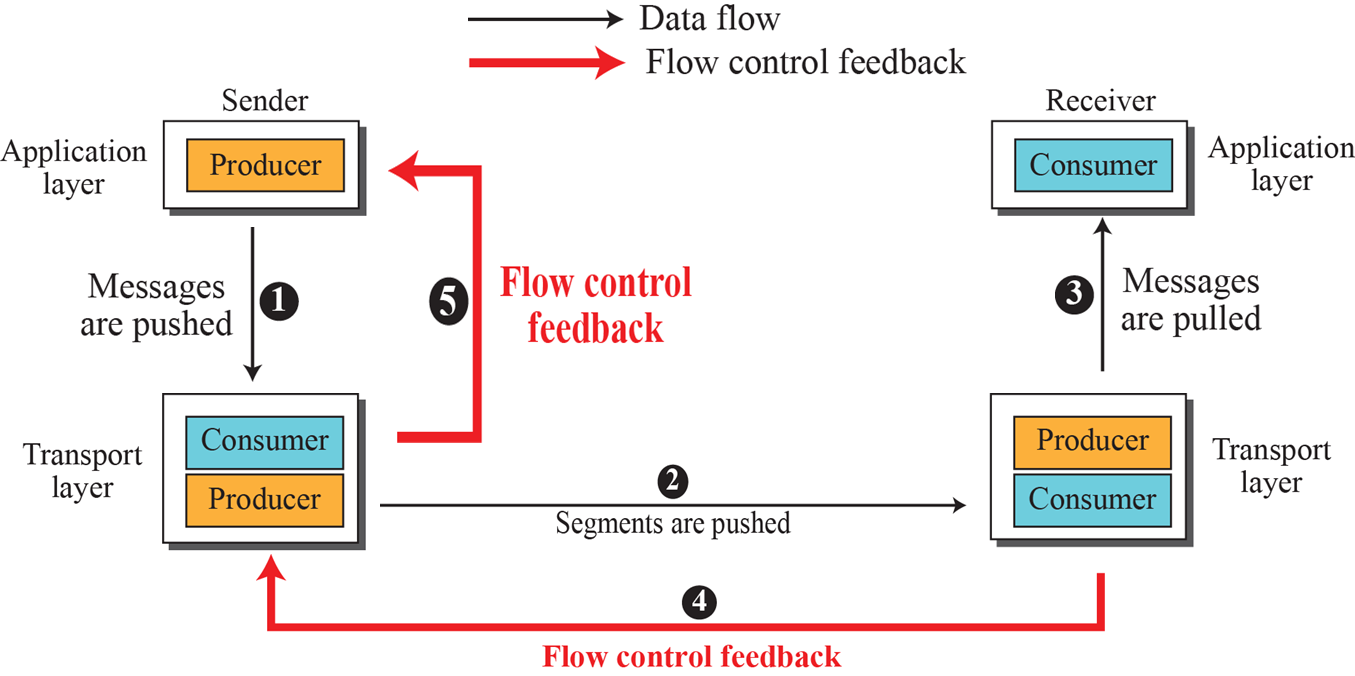 Data flow
Flow control feedback
Sender
Receiver
Application
layer
Producer
Consumer
Application
layer
Messages
are pushed
1
5
Flow control
feedback
3
Messages
are pulled
Transport
layer
Consumer
Producer
2
Segments are pushed
Producer
Consumer
Transport
layer
4
Flow control feedback